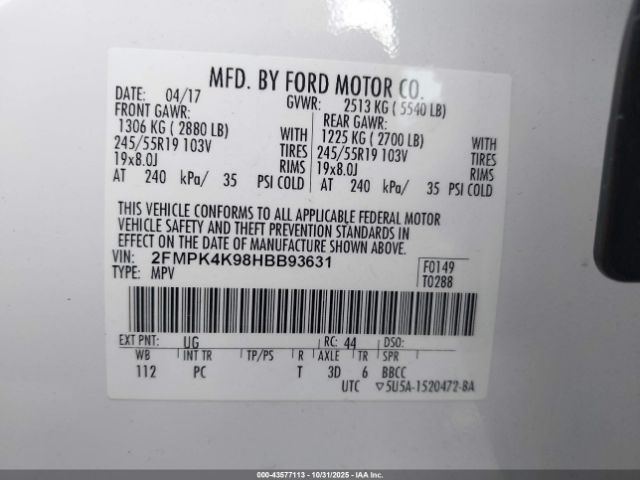 MFD. BY FORD MOTOR CO.
DATE: 04/17 GVWR: 2513 KG ( 5540 LB)
FRONT GAWR: REAR GAWR:
1306 KG ( 2880 LB) WITH 1225 KG ( 2700 LB) WITH
245/55R19 103V TIRES 245/55R19 103V TIRES
19x8.0J RIMS 19x8.0J RIMS
AT 240 kPa/ 35 PSI COLD AT 240 kPa/ 35 PSI COLD
THIS VEHICLE CONFORMS TO ALL APPLICABLE FEDERAL MOTOR
VEHICLE SAFETY AND THEFT PREVENTION STANDARDS IN
EFFECT ON THE DATE OF MANUFACTURE SHOWN ABOVE.
VIN: 2FMPK4K98HBB93631 F0149
TYPE: MPV T0288
EXT PNT: UG RC: 44 DSO:
WB INT TR TP/PS R AXLE TR SPR
112 PC T 3D 6 BBCC
UTC ▽5U5A-1520472-BA
000-43577113 - 10/31/2025 - IAAI.com